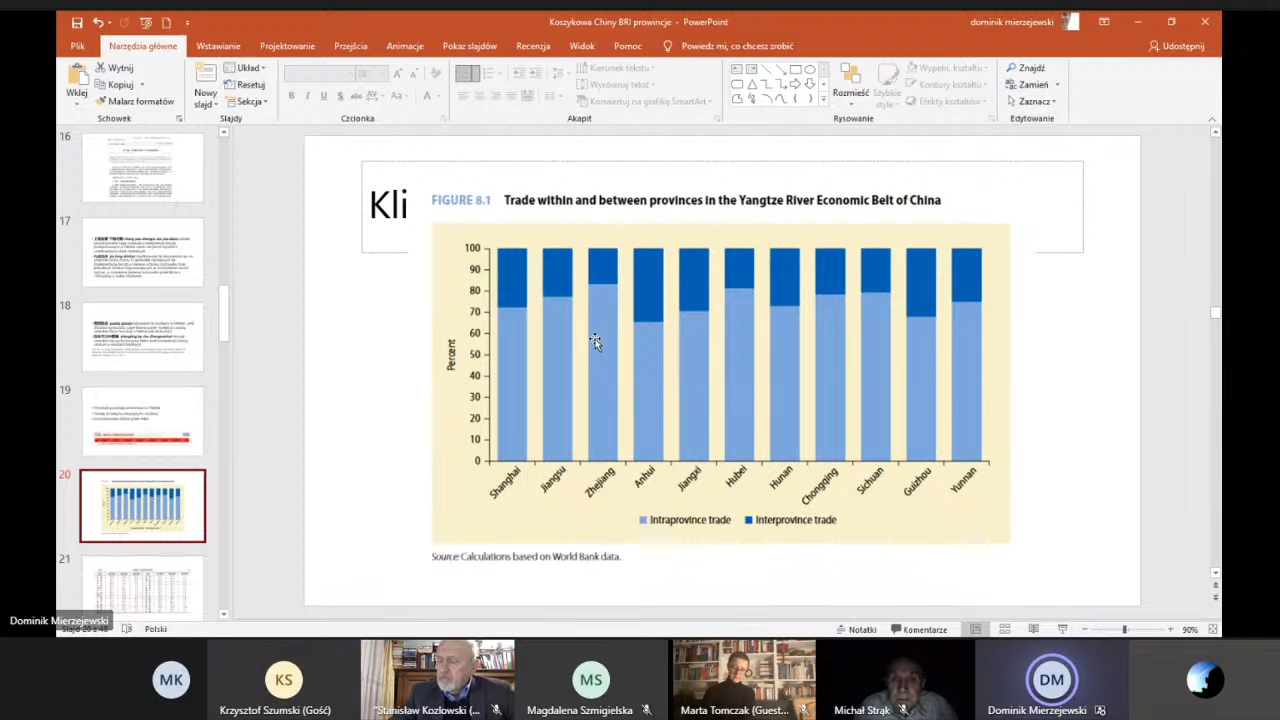 Koszykowa Chiny BRI prowincje - PowerPoint
dominik mierzejewski
Plik Narzędzia główne Wstawianie Projektowanie Przejścia Animacje Pokaz slajdów Recenzja Widok Pomoc Powiedz mi, co chcesz zrobić Udostępnij
Wklej
Wytnij
Kopiuj
Malarz formatów
Schowek
Nowy slajd
Układ
Resetuj
Sekcja
Slajdy
Czcionka
Kierunek tekstu
Wyrównaj tekst
Konwertuj na grafikę SmartArt
Akapit
Rozmieść
Szybkie style
Wypełn. kształtu
Kontury kształtu
Efekty kształtu
Rysowanie
Znajdź
Zamień
Zaznacz
Edytowanie
16
17
18
19
20
21
Kli
FIGURE 8.1 Trade within and between provinces in the Yangtze River Economic Belt of China
Percent
100
90
80
70
60
50
40
30
20
10
0
Shanghai Jiangsu Zhejiang Anhui Jiangxi Hubei Hunan Chongqing Sichuan Guizhou Yunnan
Intraprovince trade Interprovince trade
Source: Calculations based on World Bank data.
Dominik Mierzejewski
Polski
Notatki Komentarze 90%
MK
KS
Krzysztof Szumski (Gość)
"Stanisław Kozlowski (...
MS
Magdalena Szmigielska
Marta Tomczak (Guest...
Michał Strąk
DM
Dominik Mierzejewski